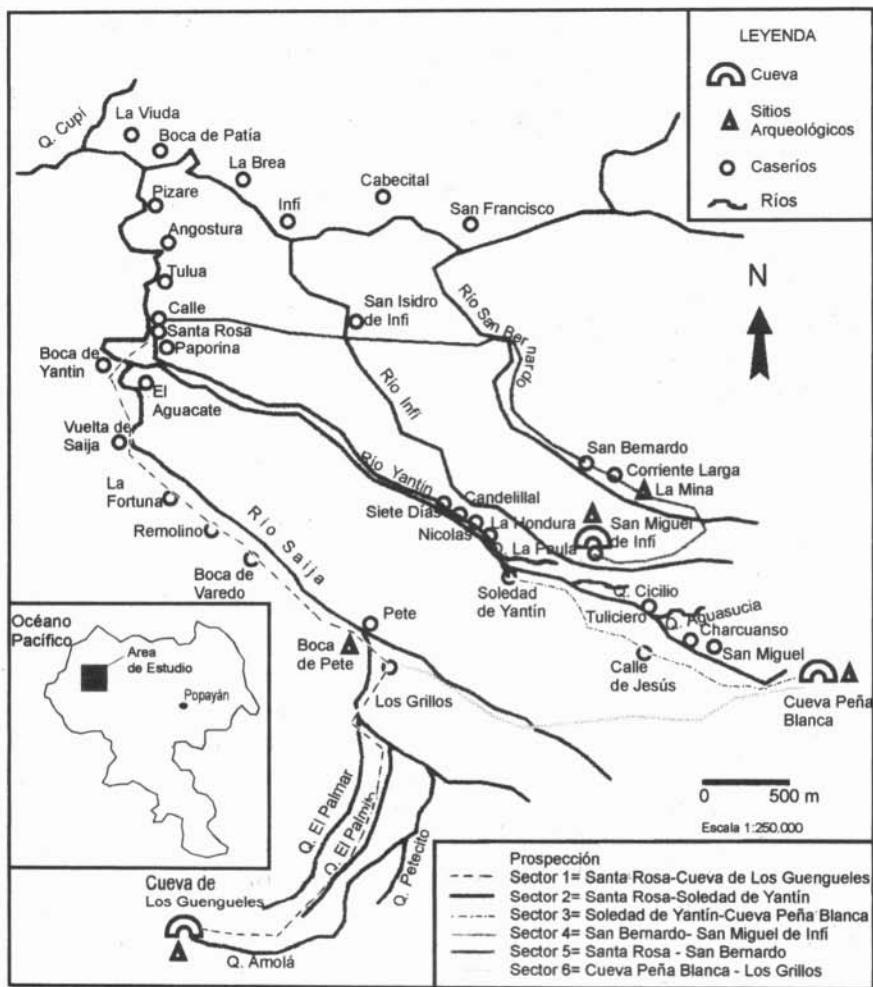 LEYENDA
Cueva
Sitios
Arqueológicos
Caseríos
Ríos
Q. Cupí
La Viuda
Boca de Patía
La Brea
Pizare
Infí
Cabecital
San Francisco
Angostura
Tulua
Calle
Santa Rosa
Paporina
San Isidro
de Infi
Río San Bernardo
N
Boca de
Yantin
El
Aguacate
Río Infí
Vuelta de
Saija
Río Yantín
San Bernardo
Corriente Larga
La Mina
La
Fortuna
Candelillal
Siete Días
La Hondura
Nicolas
San Miguel
de Infí
Q. La Paula
Remolino
Río Saija
Boca de
Varedo
Soledad
de Yantín
Q. Cicilio
Tuliciero
Q. Aguasucia
Charcuanso
San Miguel
Pete
Boca
de Pete
Calle
de Jesús
Cueva Peña
Blanca
Los Grillos
Océano
Pacífico
Area
de Estudio
Popayán
0 500 m
Escala 1:250.000
Q. El Palmar
Q. El Palmito
Q. Petecito
Cueva de
Los Guengueles
Q. Amolá
Prospección
Sector 1= Santa Rosa-Cueva de Los Guengueles
Sector 2= Santa Rosa-Soledad de Yantín
Sector 3= Soledad de Yantín-Cueva Peña Blanca
Sector 4= San Bernardo- San Miguel de Infí
Sector 5= Santa Rosa - San Bernardo
Sector 6= Cueva Peña Blanca - Los Grillos